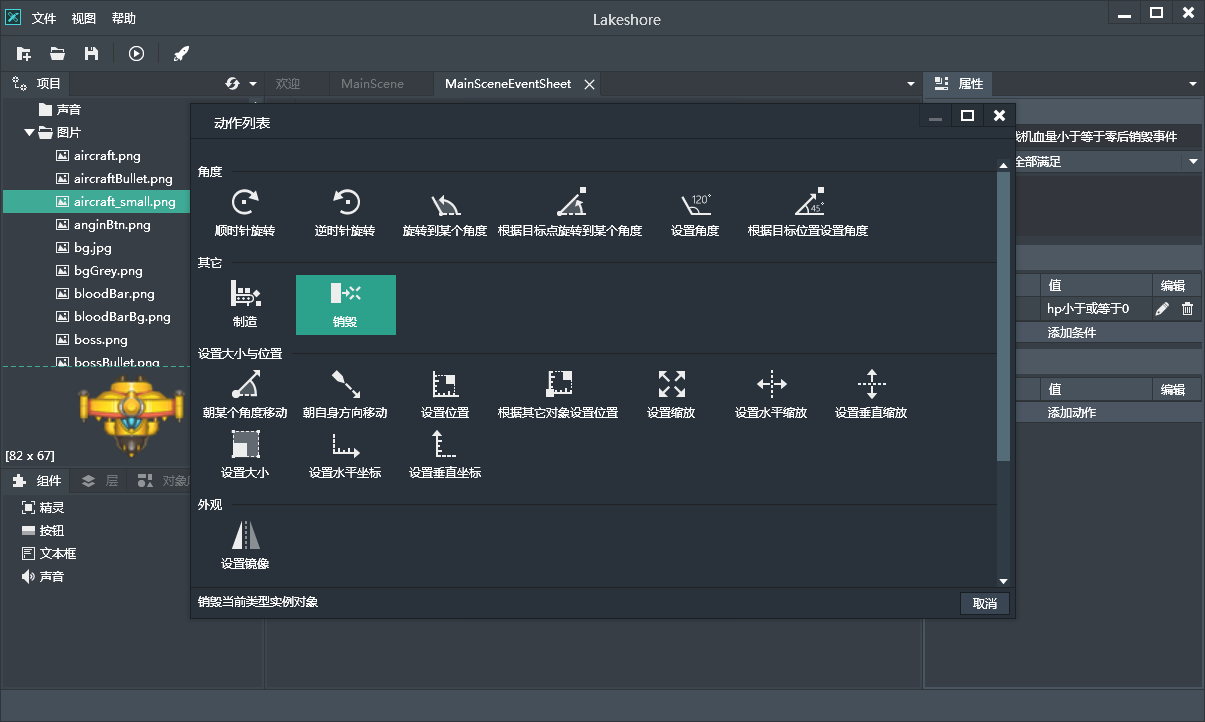 文件 视图 帮助
Lakeshore
项目
欢迎 MainScene MainSceneEventSheet
属性
声音
图片
aircraft.png
aircraftBullet.png
aircraft_small.png
anginBtn.png
bg.jpg
bgGrey.png
bloodBar.png
bloodBarBg.png
boss.png
bossBullet.png
[82 x 67]
组件 层
精灵
按钮
文本框
声音
动作列表
角度
顺时针旋转 逆时针旋转 旋转到某个角度 根据目标点旋转到某个角度 设置角度 根据目标位置设置角度
120° 45°
其它
制造 销毁
设置大小与位置
朝某个角度移动 朝自身方向移动 设置位置 根据其它对象设置位置 设置缩放 设置水平缩放 设置垂直缩放
设置大小 设置水平坐标 设置垂直坐标
外观
设置镜像
销毁当前类型实例对象
取消
机血量小于等于零后销毁事件
全部满足
值 编辑
hp小于或等于0
添加条件
值 编辑
添加动作